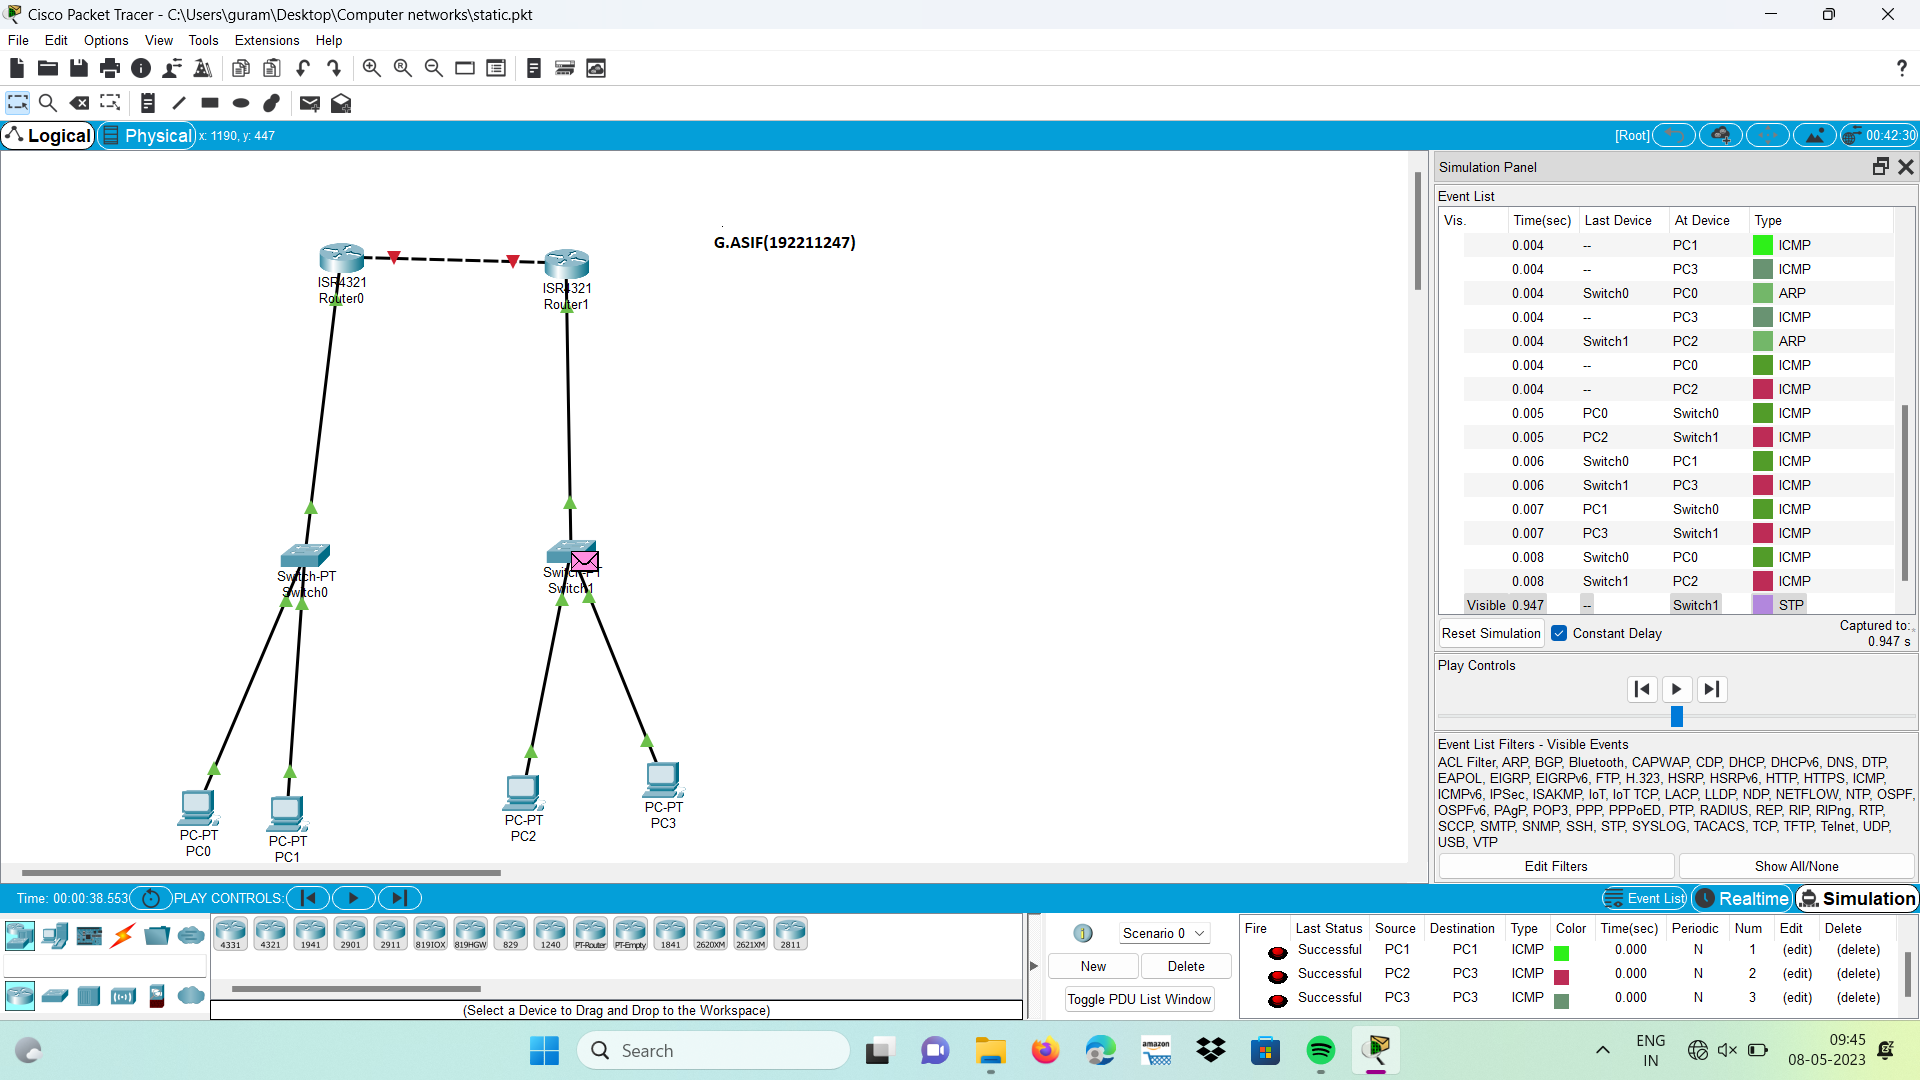 Cisco Packet Tracer - C:\Users\guram\Desktop\Computer networks\static.pkt
File Edit Options View Tools Extensions Help
?
Logical Physical x: 1190, y: 447 [Root] 00:42:30
G.ASIF(192211247)
ISR4321
Router0
ISR4321
Router1
Switch-PT
Switch0
Switch-PT
Switch1
PC-PT
PC0
PC-PT
PC1
PC-PT
PC2
PC-PT
PC3
Simulation Panel
Event List
Vis. Time(sec) Last Device At Device Type
0.004 -- PC1 ICMP
0.004 -- PC3 ICMP
0.004 Switch0 PC0 ARP
0.004 -- PC3 ICMP
0.004 Switch1 PC2 ARP
0.004 -- PC0 ICMP
0.004 -- PC2 ICMP
0.005 PC0 Switch0 ICMP
0.005 PC2 Switch1 ICMP
0.006 Switch0 PC1 ICMP
0.006 Switch1 PC3 ICMP
0.007 PC1 Switch0 ICMP
0.007 PC3 Switch1 ICMP
0.008 Switch0 PC0 ICMP
0.008 Switch1 PC2 ICMP
Visible 0.947 -- Switch1 STP
Reset Simulation Constant Delay Captured to:
0.947 s
Play Controls
Event List Filters - Visible Events
ACL Filter, ARP, BGP, Bluetooth, CAPWAP, CDP, DHCP, DHCPv6, DNS, DTP,
EAPOL, EIGRP, EIGRPv6, FTP, H.323, HSRP, HSRPv6, HTTP, HTTPS, ICMP,
ICMPv6, IPSec, ISAKMP, IoT, IoT TCP, LACP, LLDP, NDP, NETFLOW, NTP, OSPF,
OSPFv6, PAgP, POP3, PPP, PPPoED, PTP, RADIUS, REP, RIP, RIPng, RTP,
SCCP, SMTP, SNMP, SSH, STP, SYSLOG, TACACS, TCP, TFTP, Telnet, UDP,
USB, VTP
Edit Filters Show All/None
Time: 00:00:38.553 PLAY CONTROLS: Event List Realtime Simulation
4331 4321 1941 2901 2911 819IOX 819HGW 829 1240 PT-Router PT-Empty 1841 2620XM 2621XM 2811
(Select a Device to Drag and Drop to the Workspace)
Scenario 0
New Delete
Toggle PDU List Window
Fire Last Status Source Destination Type Color Time(sec) Periodic Num Edit Delete
Successful PC1 PC1 ICMP 0.000 N 1 (edit) (delete)
Successful PC2 PC3 ICMP 0.000 N 2 (edit) (delete)
Successful PC3 PC3 ICMP 0.000 N 3 (edit) (delete)
Search
amazon
ENG
IN
09:45
08-05-2023